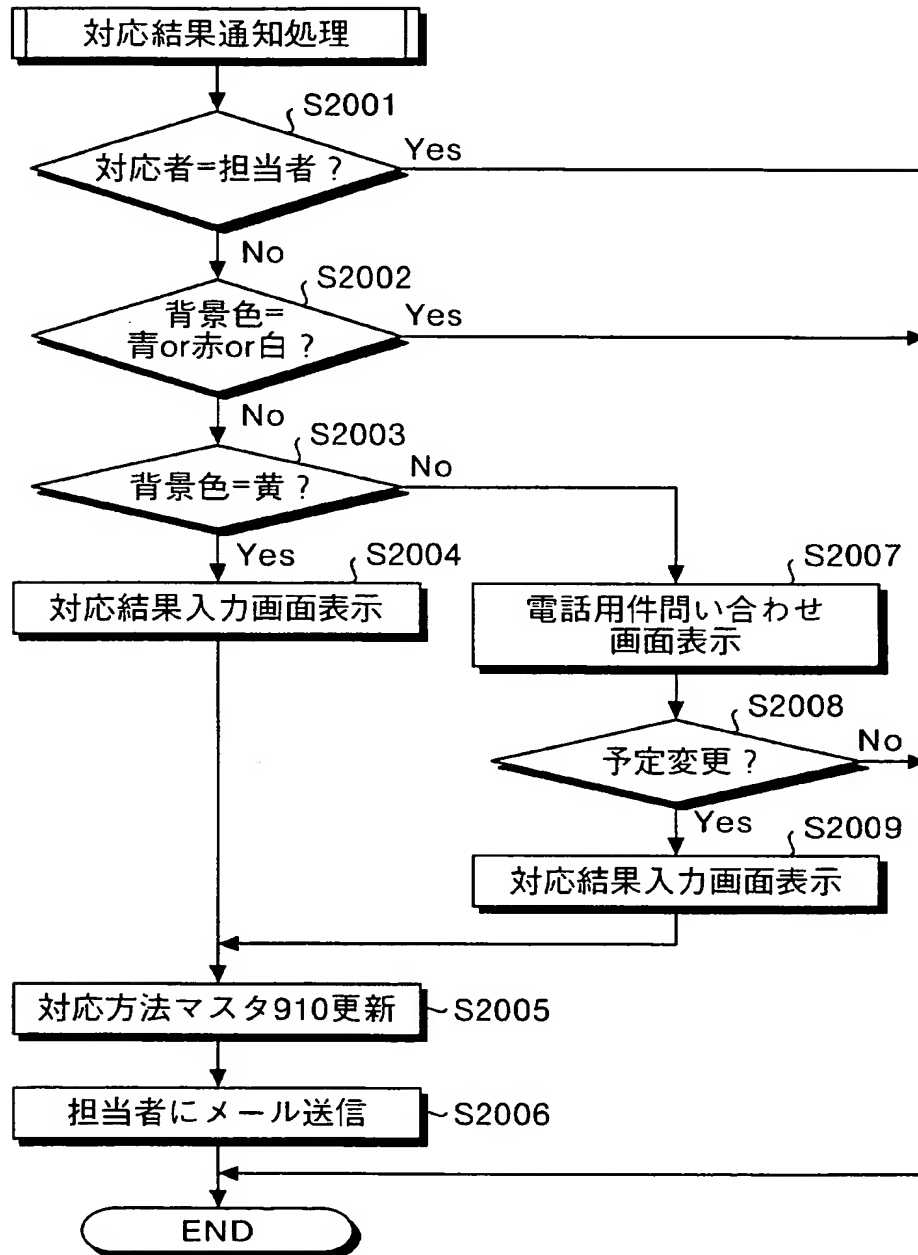 対応結果通知処理
S2001
対応者=担当者?
Yes
No
S2002
背景色=
青or赤or白?
Yes
No
S2003
背景色=黄?
No
Yes
S2004
対応結果入力画面表示
S2007
電話用件問い合わせ
画面表示
S2008
予定変更?
No
Yes
S2009
対応結果入力画面表示
対応方法マスタ910更新
S2005
担当者にメール送信
S2006
END